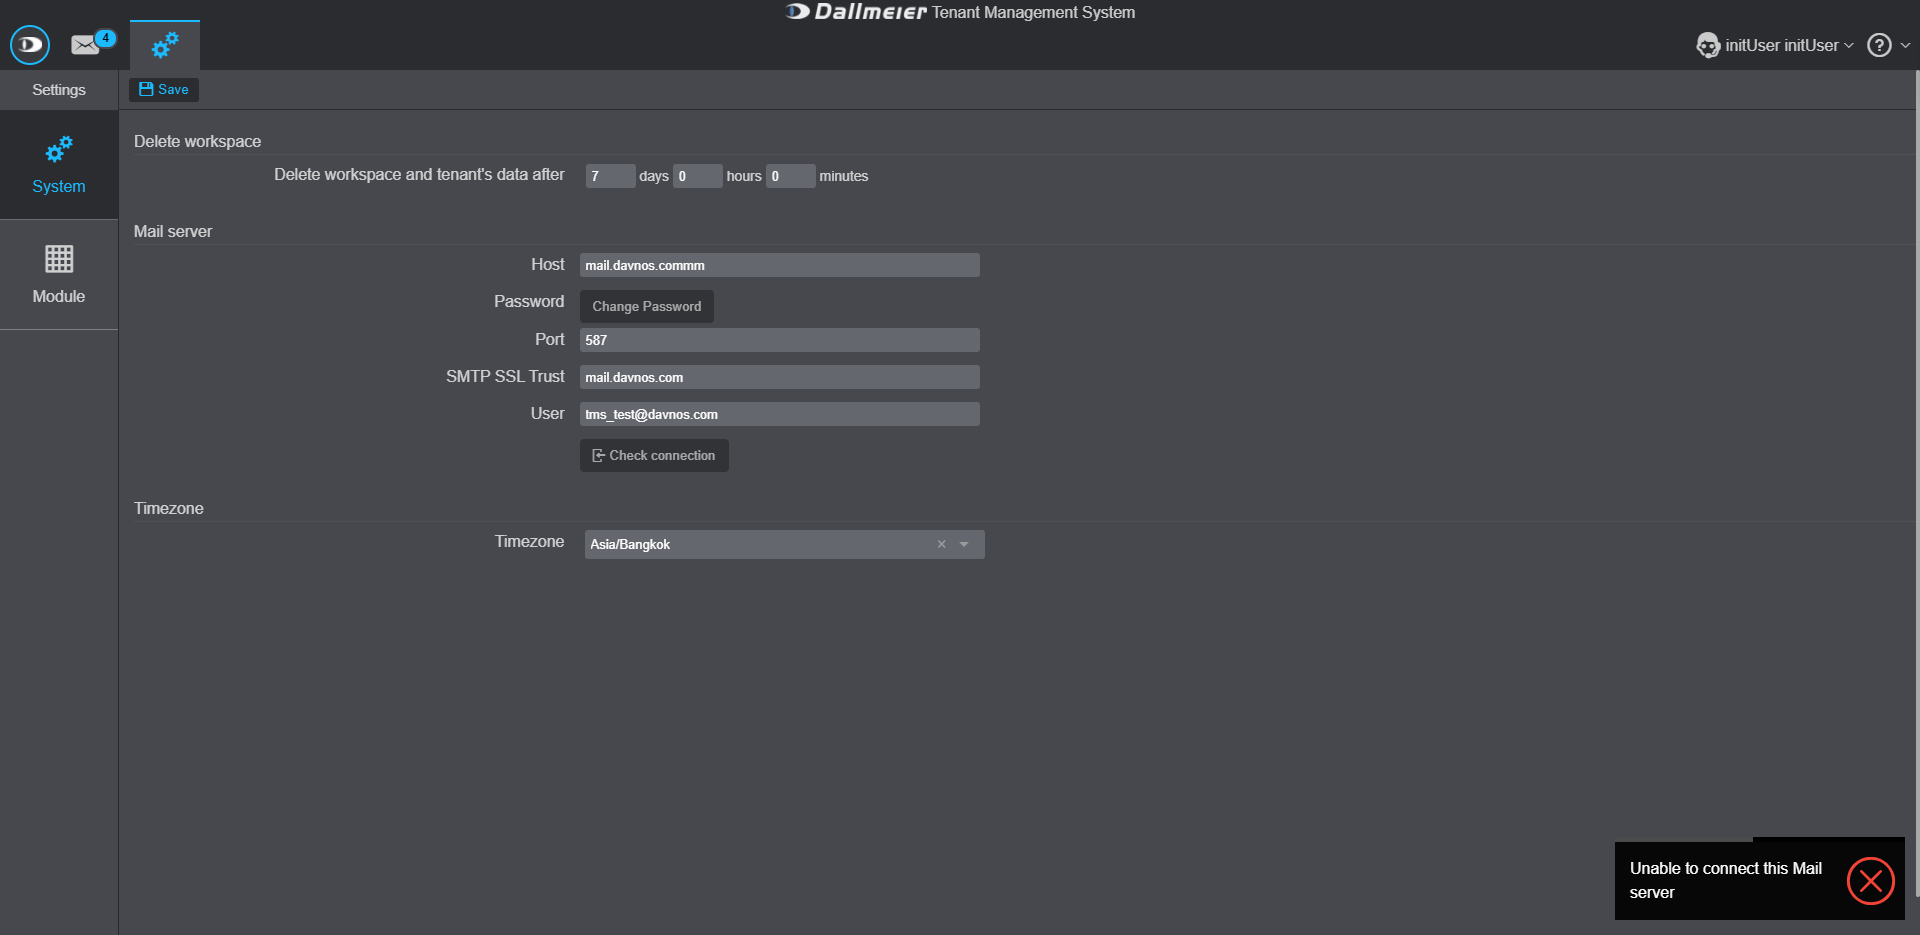 Dallmeier Tenant Management System
4
initUser initUser
?
Settings
Save
System
Module
Delete workspace
Delete workspace and tenant's data after 7 days 0 hours 0 minutes
Mail server
Host mail.davnos.commm
Password Change Password
Port 587
SMTP SSL Trust mail.davnos.com
User tms_test@davnos.com
Check connection
Timezone
Timezone Asia/Bangkok
Unable to connect this Mail
server